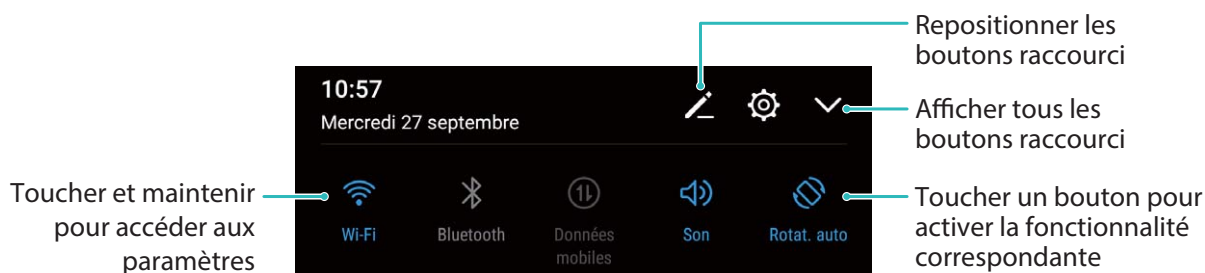 Repositionner les
boutons raccourci
10:57
Mercredi 27 septembre
Afficher tous les
boutons raccourci
Toucher et maintenir
pour accéder aux
paramètres
Wi-Fi
Bluetooth
Données
mobiles
Son
Rotat. auto
Toucher un bouton pour
activer la fonctionnalité
correspondante